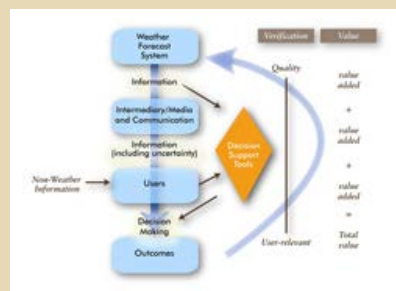 Weather
Forecast
System
Verification
Value
Quality
Information
value
added
Intermediary/Media
and Communication
+
Information
(including uncertainty)
Decision
Support
Tools
value
added
+
Non-Weather
Information
Users
value
added
Decision
Making
=
User-relevant
Total
value
Outcomes